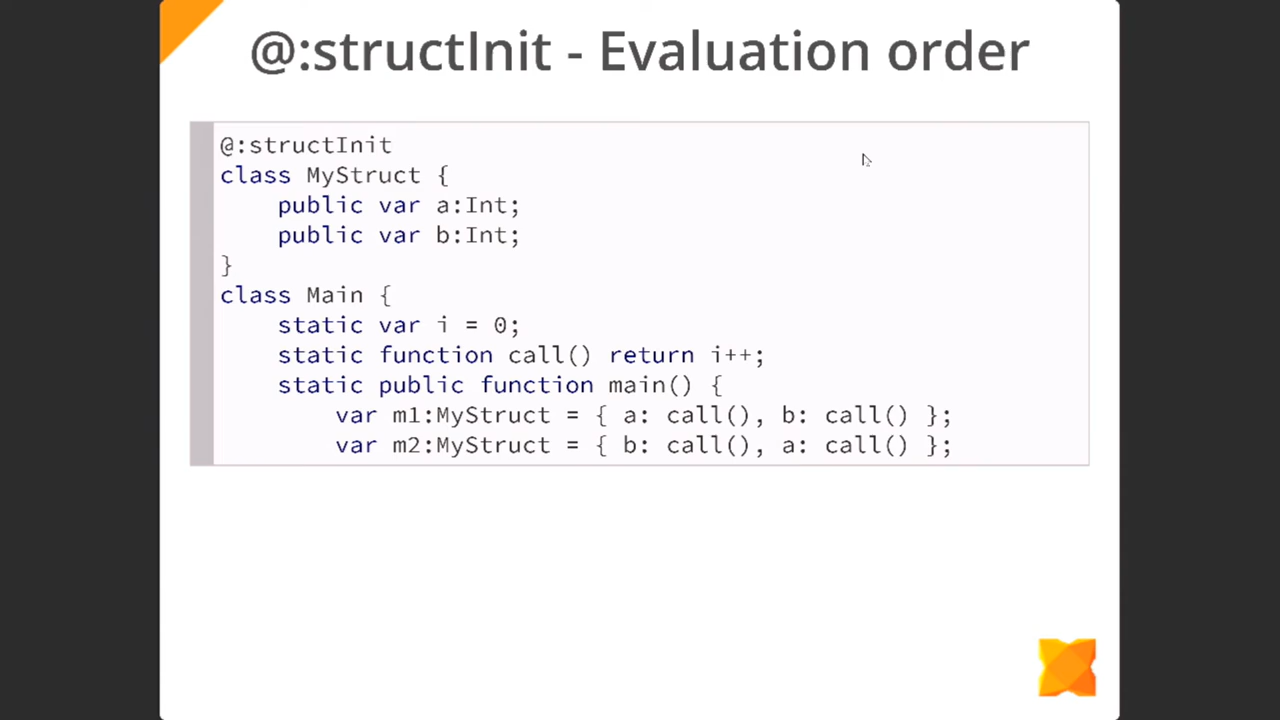 @:structInit - Evaluation order
@:structInit
class MyStruct {
    public var a:Int;
    public var b:Int;
}
class Main {
    static var i = 0;
    static function call() return i++;
    static public function main() {
        var m1:MyStruct = { a: call(), b: call() };
        var m2:MyStruct = { b: call(), a: call() };